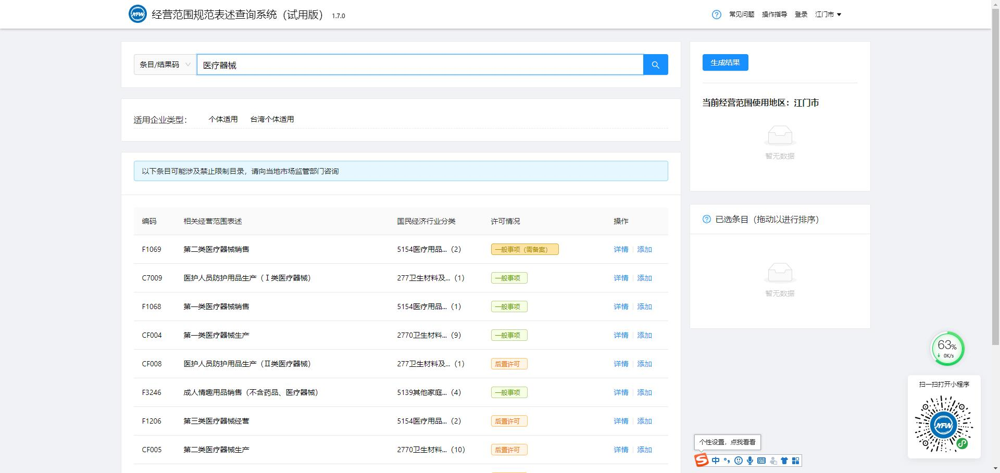 JYFW 经营范围规范表述查询系统（试用版） 1.7.0
常见问题 操作指导 登录 江门市
条目/结果码 医疗器械
适用企业类型： 个体适用 台湾个体适用
以下条目可能涉及禁止限制目录，请向当地市场监管部门咨询
编码 相关经营范围表述 国民经济行业分类 许可情况 操作
F1069 第二类医疗器械销售 5154医疗用品...（2） 一般事项（需备案） 详情 添加
C7009 医护人员防护用品生产（Ⅰ类医疗器械） 277卫生材料及...（1） 一般事项 详情 添加
F1068 第一类医疗器械销售 5154医疗用品...（1） 一般事项 详情 添加
CF004 第一类医疗器械生产 2770卫生材料...（9） 一般事项 详情 添加
CF008 医护人员防护用品生产（Ⅱ类医疗器械） 277卫生材料及...（1） 后置许可 详情 添加
F3246 成人情趣用品销售（不含药品、医疗器械） 5139其他家庭...（4） 一般事项 详情 添加
F1206 第三类医疗器械经营 5154医疗用品...（2） 后置许可 详情 添加
CF005 第二类医疗器械生产 2770卫生材料...（10） 后置许可 详情 添加
生成结果
当前经营范围使用地区：江门市
暂无数据
已选条目（拖动以进行排序）
暂无数据
63%
0K/s
扫一扫打开小程序
JYFW
个性设置，点我看看
S 中